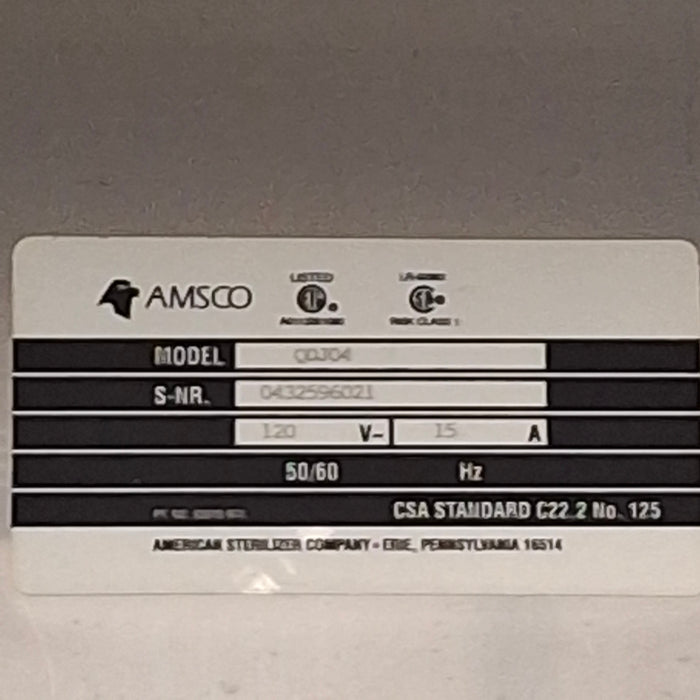 LISTED
AMSCO
RISK CLASS 1
MODEL QDJ04
S-NR. 0432596021
120 V~ 15 A
50/60 Hz
CSA STANDARD C22.2 No. 125
AMERICAN STERILIZER COMPANY - ERIE, PENNSYLVANIA 16514